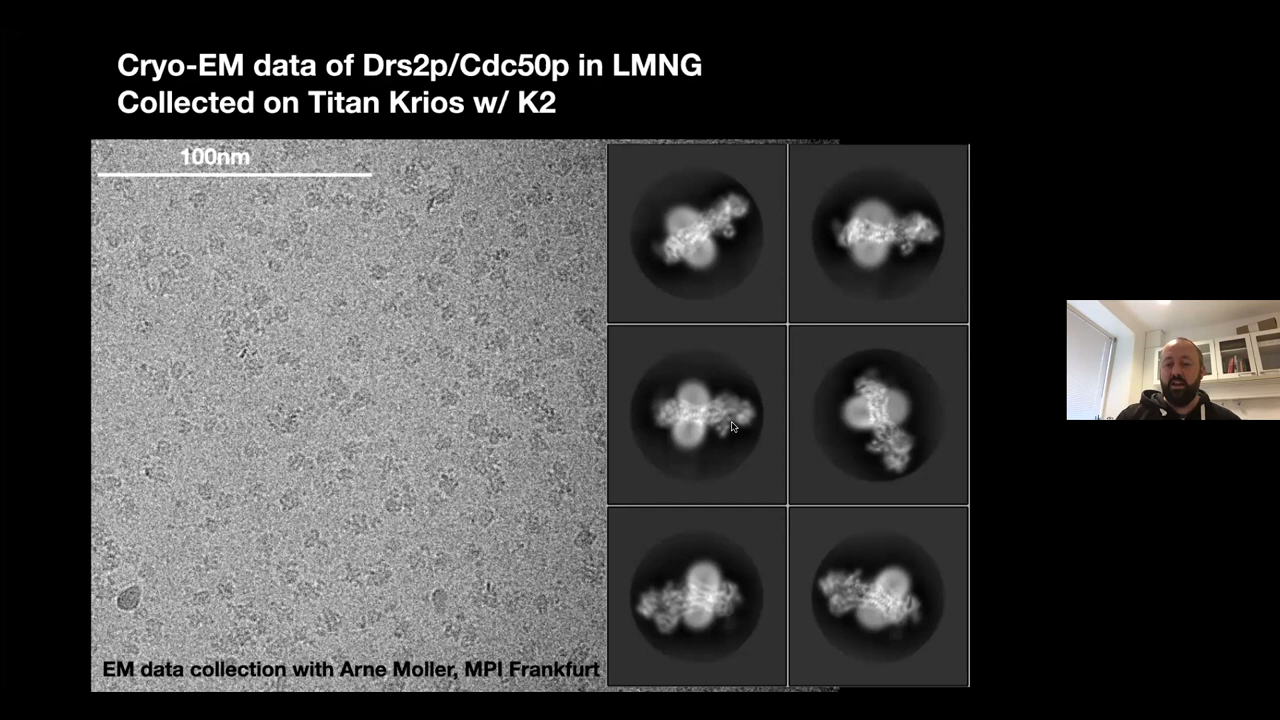 Cryo-EM data of Drs2p/Cdc50p in LMNG
Collected on Titan Krios w/ K2
100nm
EM data collection with Arne Moller, MPI Frankfurt